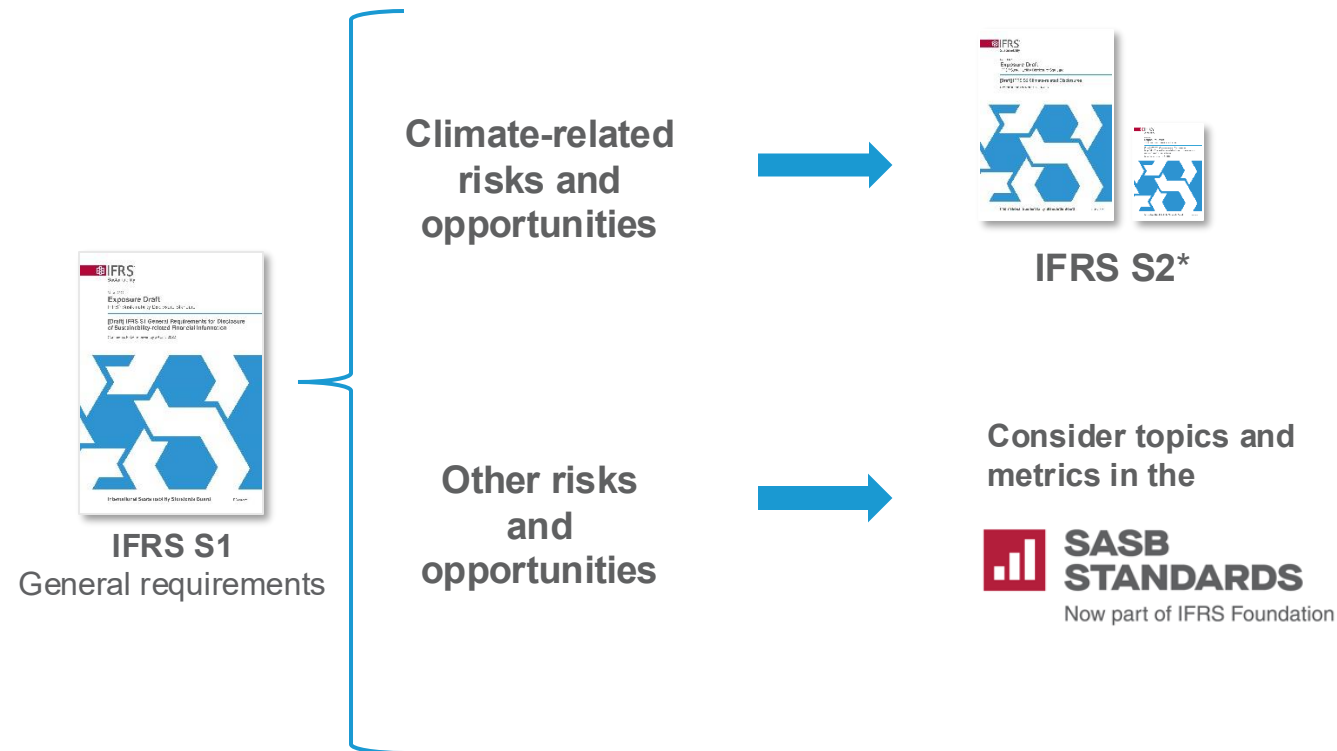 Climate-related
risks and
opportunities
IFRS
Exposure Draft
IFRS S2*
IFRS
Sustainability
Exposure Draft
[Draft] IFRS S1 General Requirements for Disclosure
of Sustainability-related Financial Information
International Sustainability Standards Board
IFRS S1
General requirements
Other risks
and
opportunities
Consider topics and
metrics in the
SASB
STANDARDS
Now part of IFRS Foundation